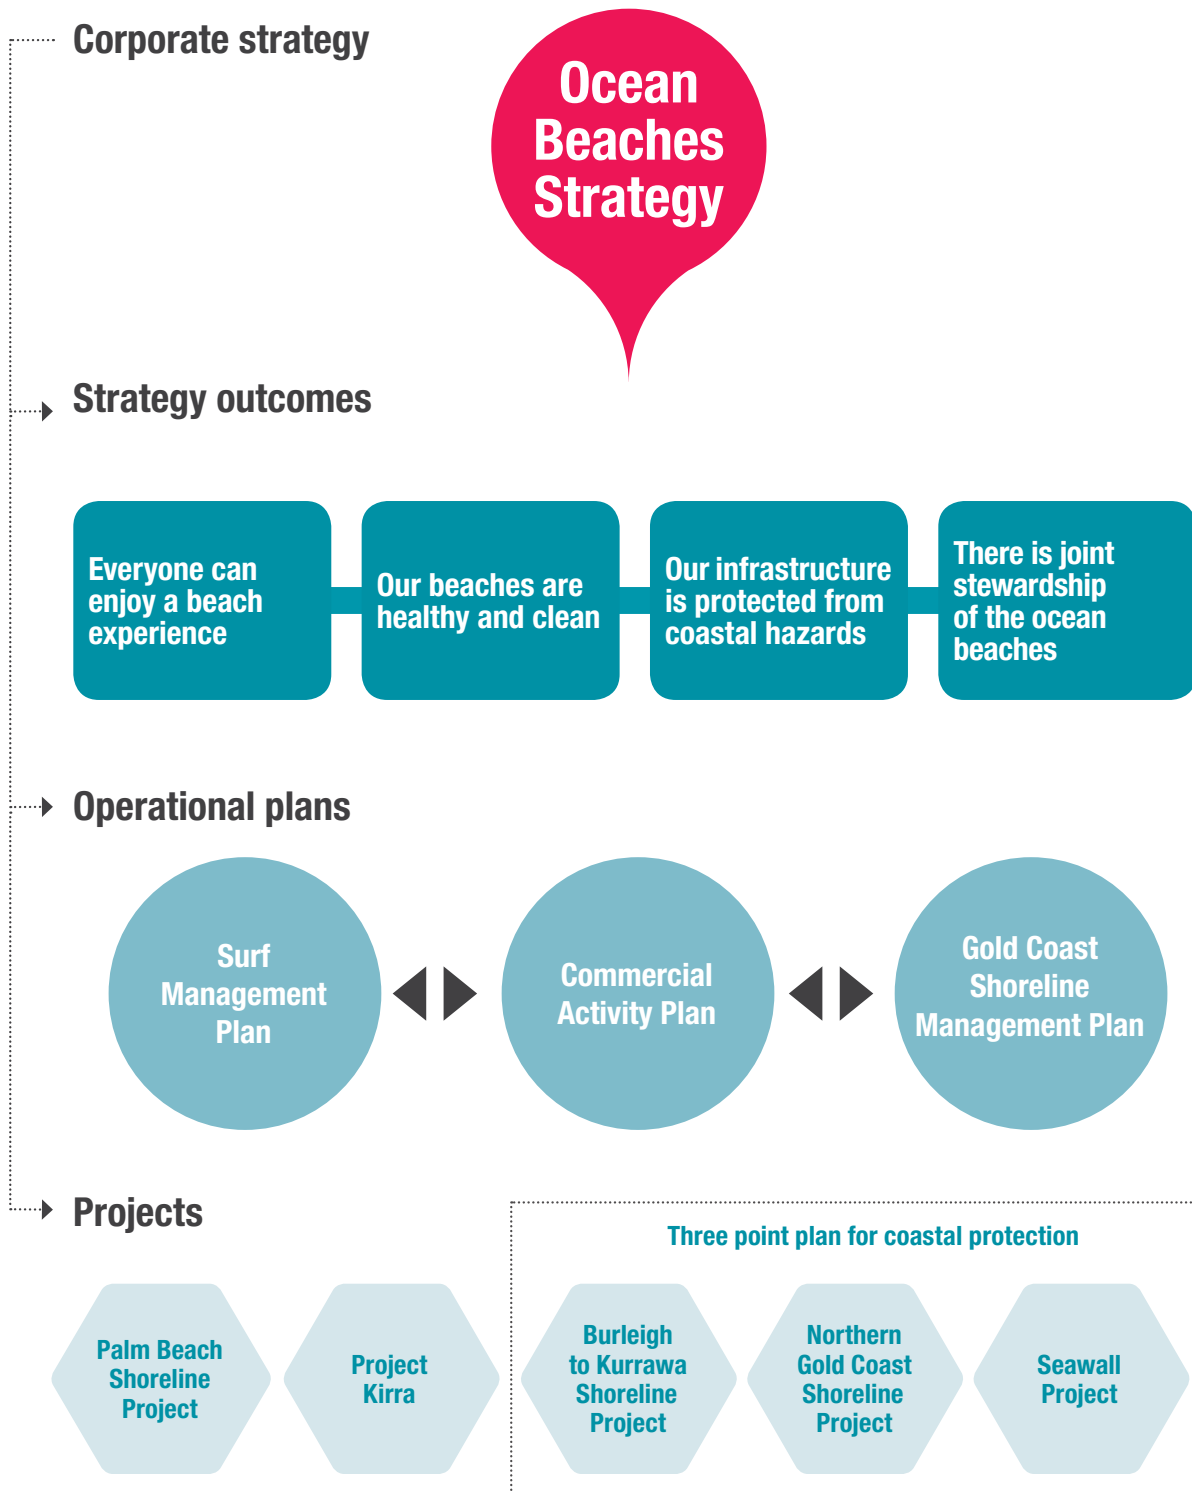 Corporate strategy
Ocean
Beaches
Strategy
Strategy outcomes
Everyone can
enjoy a beach
experience
Our beaches are
healthy and clean
Our infrastructure
is protected from
coastal hazards
There is joint
stewardship
of the ocean
beaches
Operational plans
Surf
Management
Plan
Commercial
Activity Plan
Gold Coast
Shoreline
Management Plan
Projects
Three point plan for coastal protection
Palm Beach
Shoreline
Project
Project
Kirra
Burleigh
to Kurrawa
Shoreline
Project
Northern
Gold Coast
Shoreline
Project
Seawall
Project